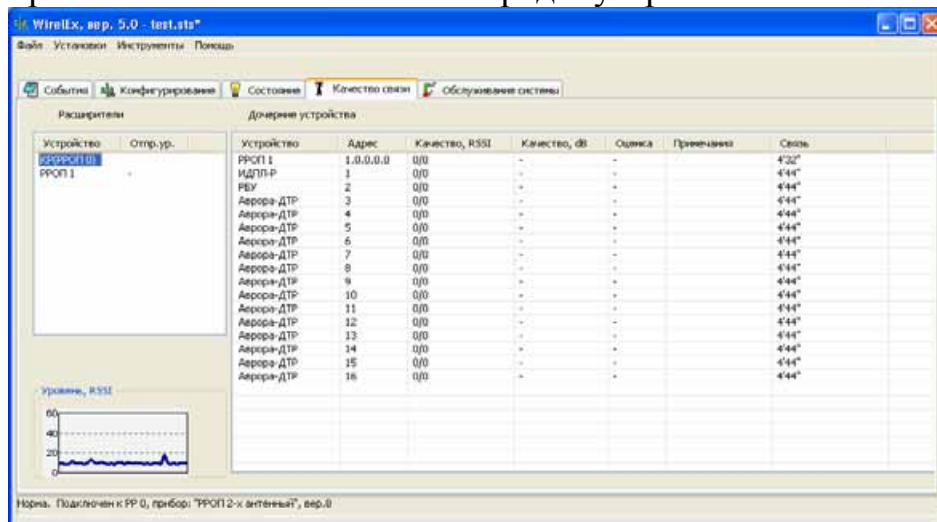 WirelEx, вер. 5.0 - test.sts*
Файл Установки Инструменты Помощь
События Конфигурирование Состояние Качество связи Обслуживание системы
Расширители Дочерние устройства
Устройство Отпр.ур. Устройство Адрес Качество, RSSI Качество, dB Оценка Примечания Связь
КР(РРОП 0) РРОП 1 1.0.0.0.0 0/0 - - 4'32"
РРОП 1 - ИДПЛ-Р 1 0/0 - - 4'44"
РБУ 2 0/0 - - 4'44"
Аврора-ДТР 3 0/0 - - 4'44"
Аврора-ДТР 4 0/0 - - 4'44"
Аврора-ДТР 5 0/0 - - 4'44"
Аврора-ДТР 6 0/0 - - 4'44"
Аврора-ДТР 7 0/0 - - 4'44"
Аврора-ДТР 8 0/0 - - 4'44"
Аврора-ДТР 9 0/0 - - 4'44"
Аврора-ДТР 10 0/0 - - 4'44"
Аврора-ДТР 11 0/0 - - 4'44"
Аврора-ДТР 12 0/0 - - 4'44"
Аврора-ДТР 13 0/0 - - 4'44"
Аврора-ДТР 14 0/0 - - 4'44"
Аврора-ДТР 15 0/0 - - 4'44"
Аврора-ДТР 16 0/0 - - 4'44"
Уровень, RSSI
60
40
20
0
Норма. Подключен к РР 0, прибор: "РРОП 2-х антенный", вер.0